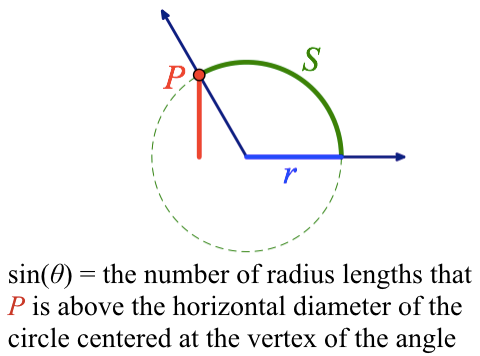 S
P
r
sin(θ) = the number of radius lengths that
P is above the horizontal diameter of the
circle centered at the vertex of the angle